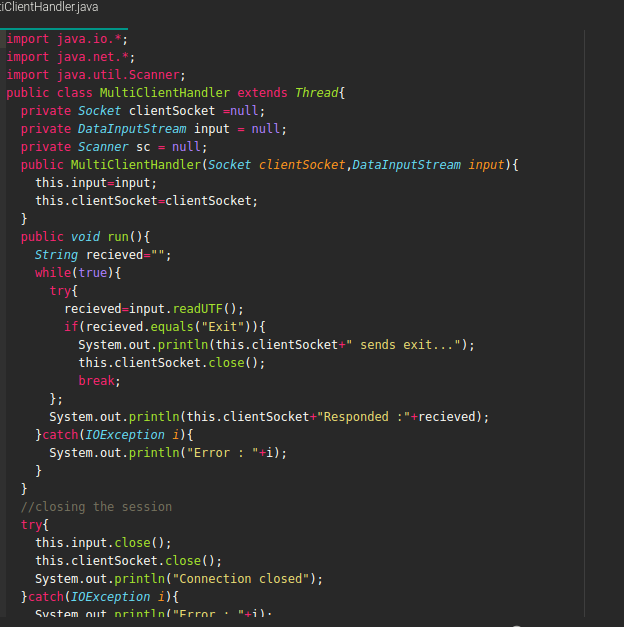 tiClientHandler.java
import java.io.*;
import java.net.*;
import java.util.Scanner;
public class MultiClientHandler extends Thread{
  private Socket clientSocket =null;
  private DataInputStream input = null;
  private Scanner sc = null;
  public MultiClientHandler(Socket clientSocket,DataInputStream input){
    this.input=input;
    this.clientSocket=clientSocket;
  }
  public void run(){
    String recieved="";
    while(true){
      try{
        recieved=input.readUTF();
        if(recieved.equals("Exit")){
          System.out.println(this.clientSocket+" sends exit...");
          this.clientSocket.close();
          break;
      };
      System.out.println(this.clientSocket+"Responded :"+recieved);
    }catch(IOException i){
      System.out.println("Error : "+i);
    }
  }
  //closing the session
  try{
    this.input.close();
    this.clientSocket.close();
    System.out.println("Connection closed");
  }catch(IOException i){
    System.out.println("Error : "+i);